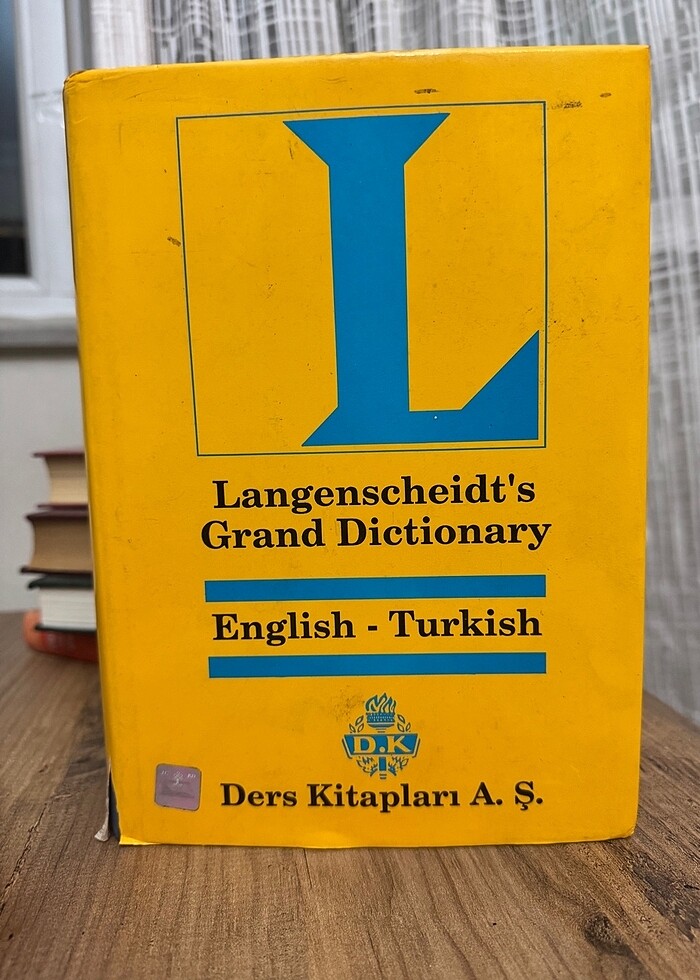 L
Langenscheidt's
Grand Dictionary
English - Turkish
D.K
Ders Kitapları A. Ş.